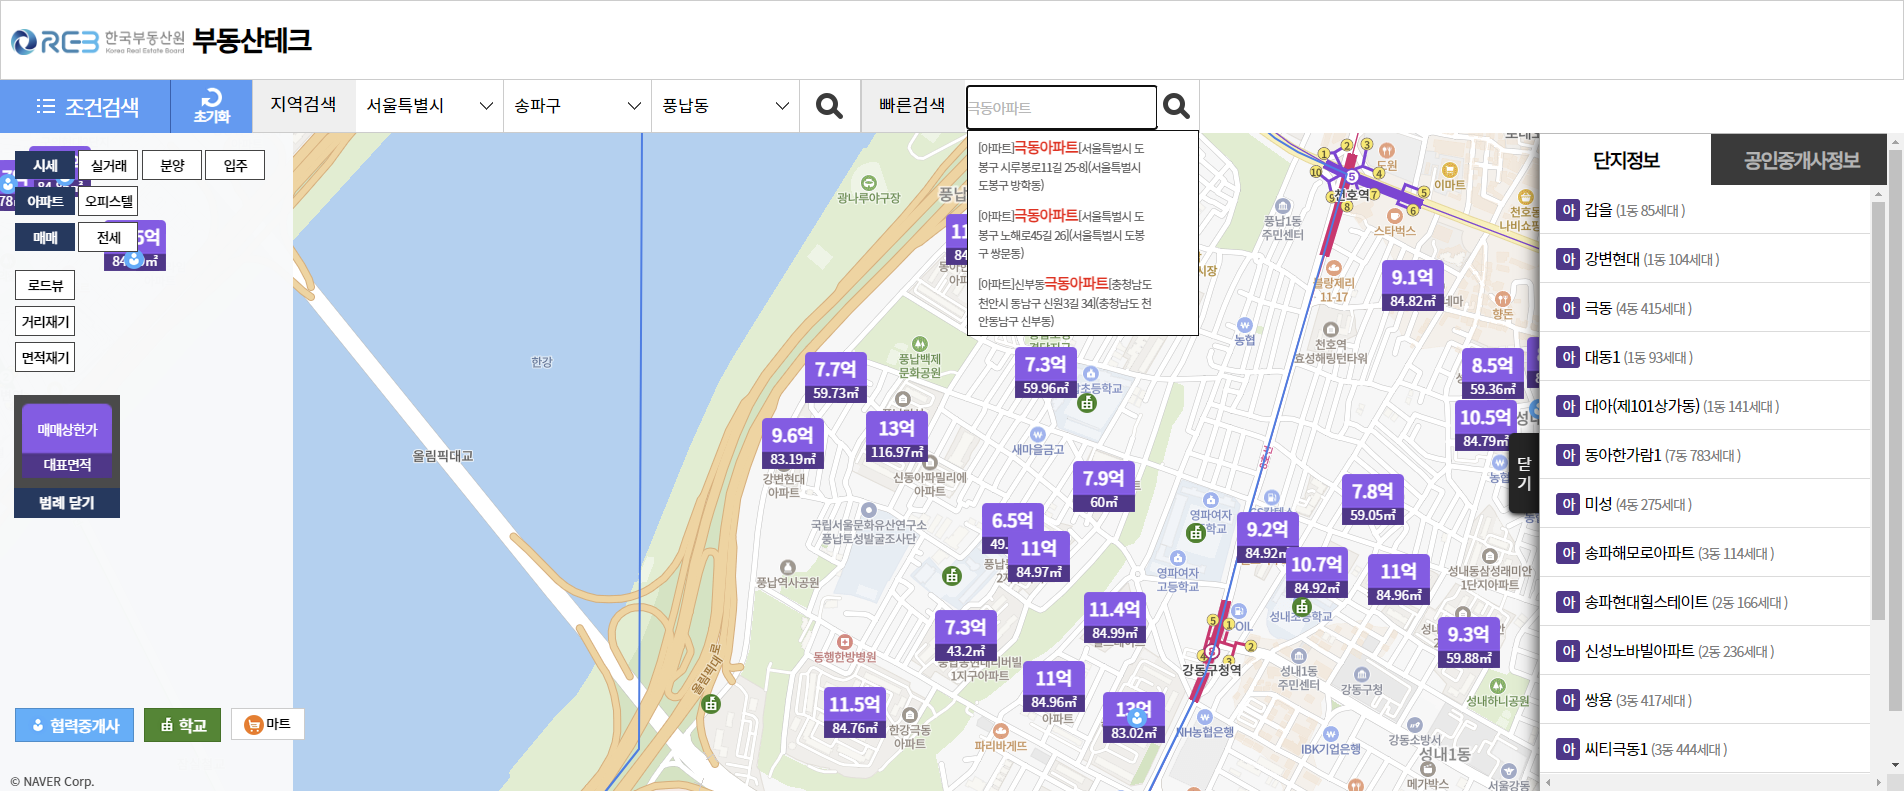 REB 한국부동산원 부동산테크
Korea Real Estate Board
조건검색
초기화
지역검색
서울특별시
송파구
풍납동
빠른검색
극동아파트
[아파트]극동아파트[서울특별시 도
봉구 시루봉로11길 25-8](서울특별시
도봉구 방학동)
[아파트]극동아파트[서울특별시 도
봉구 노해로45길 26](서울특별시 도봉
구 쌍문동)
[아파트]신부동극동아파트[충청남도
천안시 동남구 신원3길 34](충청남도 천
안동남구 신부동)
시세
실거래
분양
입주
아파트
오피스텔
매매
전세
로드뷰
거리재기
면적재기
매매상한가
대표면적
범례 닫기
협력중개사
학교
마트
© NAVER Corp.
한강
올림픽대교
올림픽대로
광나루야구장
풍납1동
주민센터
천호역
도원
이마트
스타벅스
블랑제리
11-17
향돈
농협
천호역
효성해링턴타워
풍납백제
문화공원
7.7억
59.73㎡
7.3억
59.96㎡
9.1억
84.82㎡
8.5억
59.36㎡
10.5억
84.79㎡
9.6억
83.19㎡
13억
116.97㎡
강변현대
아파트
신동아파밀리에
아파트
새마을금고
7.9억
60㎡
8호선
7.8억
59.05㎡
국립서울문화유산연구소
풍납토성발굴조사단
6.5억
11억
84.97㎡
영파여자
9.2억
84.92㎡
10.7억
84.92㎡
11억
84.96㎡
성내동삼성래미안
1단지아파트
풍납역사공원
영파여자
고등학교
11.4억
84.99㎡
성내초등학교
7.3억
43.2㎡
9.3억
59.88㎡
동행한방병원
1지구아파트
강동구청역
성내1동
주민센터
강동구청
성내하니공원
11억
84.96㎡
아파트
11.5억
84.76㎡
한강극동
아파트
13억
83.02㎡
파리바게뜨
NH농협은행
IBK기업은행
강동소방서
성내1동
메가박스
서울강동
닫
기
단지정보
공인중개사정보
아 갑을 (1동 85세대 )
아 강변현대 (1동 104세대 )
아 극동 (4동 415세대 )
아 대동1 (1동 93세대 )
아 대아(제101상가동) (1동 141세대 )
아 동아한가람1 (7동 783세대 )
아 미성 (4동 275세대 )
아 송파해모로아파트 (3동 114세대 )
아 송파현대힐스테이트 (2동 166세대 )
아 신성노바빌아파트 (2동 236세대 )
아 쌍용 (3동 417세대 )
아 씨티극동1 (3동 444세대 )